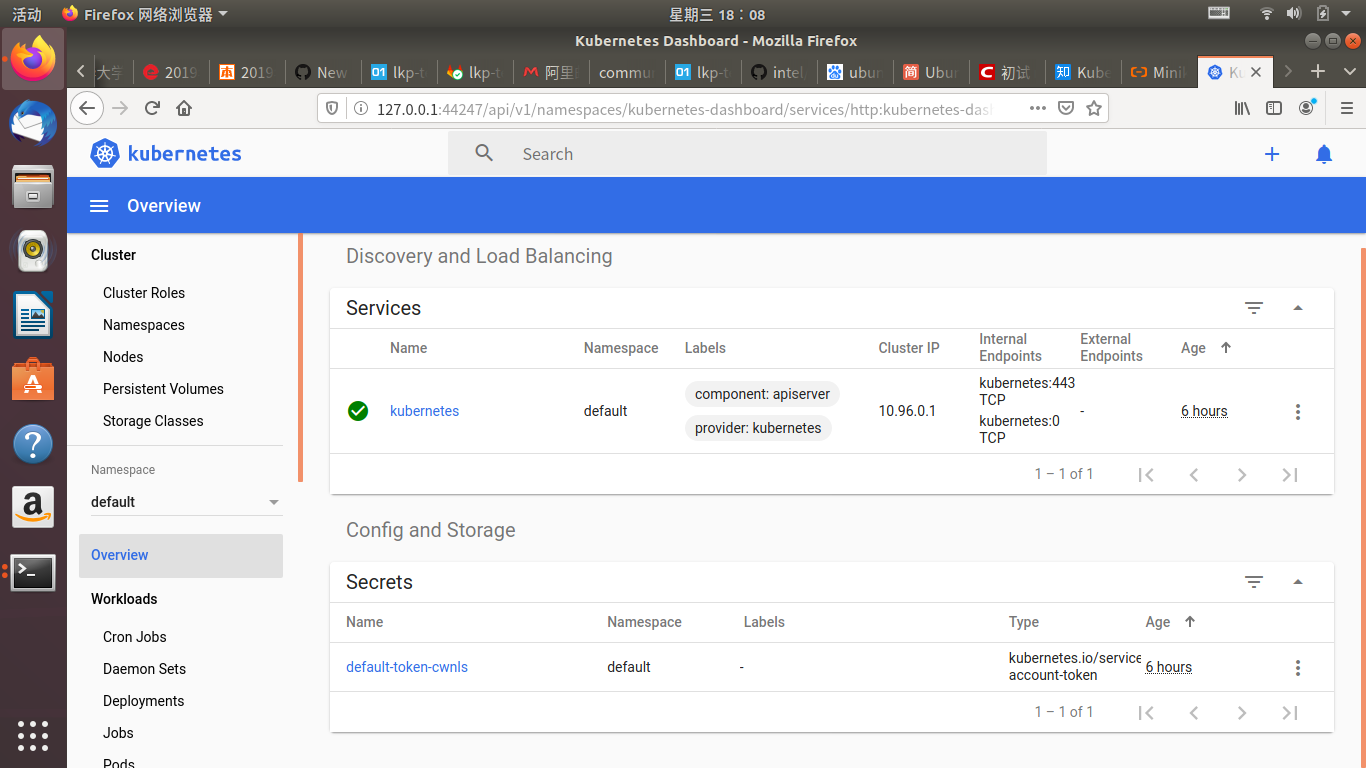 活动
Firefox 网络浏览器
星期三 18：08
Kubernetes Dashboard - Mozilla Firefox
大学
2019
2019
New
lkp-t
lkp-t
阿里
commu
lkp-t
intel
ubun
Ubun
初试
Kube
Minik
Ku
127.0.0.1:44247/api/v1/namespaces/kubernetes-dashboard/services/http:kubernetes-das
kubernetes
Search
Overview
Cluster
Cluster Roles
Namespaces
Nodes
Persistent Volumes
Storage Classes
Namespace
default
Overview
Workloads
Cron Jobs
Daemon Sets
Deployments
Jobs
Pods
Discovery and Load Balancing
Services
Name Namespace Labels Cluster IP Internal Endpoints External Endpoints Age
kubernetes default component: apiserver 10.96.0.1 kubernetes:443 TCP - 6 hours
provider: kubernetes kubernetes:0 TCP
1 – 1 of 1
Config and Storage
Secrets
Name Namespace Labels Type Age
default-token-cwnls default - kubernetes.io/service account-token 6 hours
1 – 1 of 1